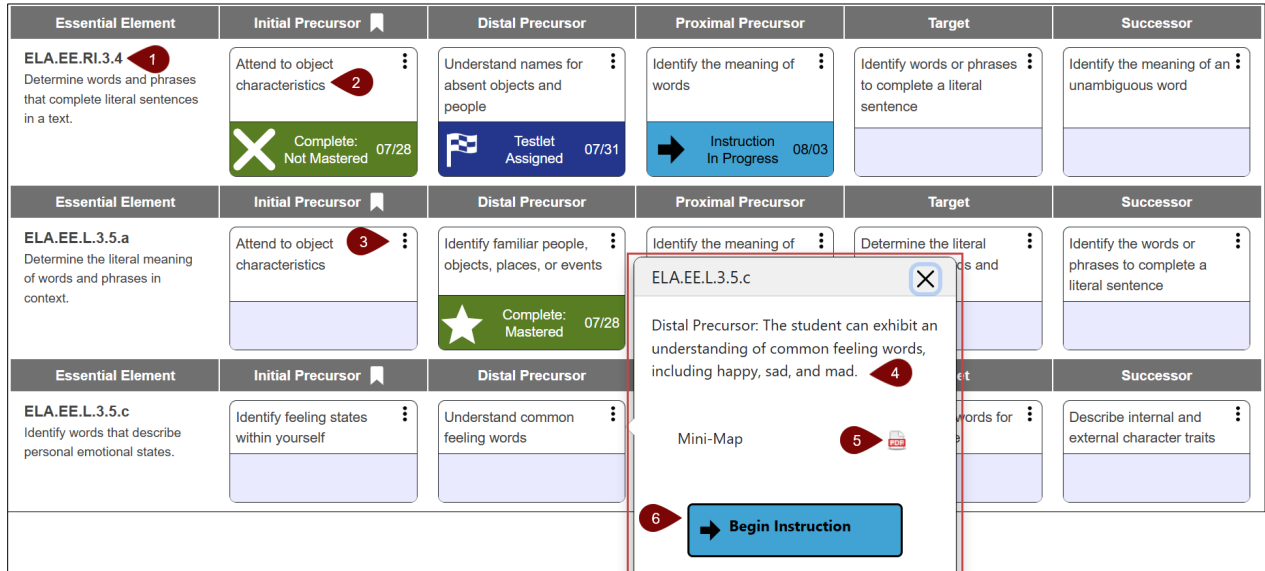 Essential Element Initial Precursor Distal Precursor Proximal Precursor Target Successor
ELA.EE.RI.3.4 1
Determine words and phrases
that complete literal sentences
in a text.
Attend to object
characteristics 2
Complete:
Not Mastered 07/28
Understand names for
absent objects and
people
Testlet
Assigned 07/31
Identify the meaning of
words
Instruction
In Progress 08/03
Identify words or phrases
to complete a literal
sentence
Identify the meaning of an
unambiguous word
Essential Element Initial Precursor Distal Precursor Proximal Precursor Target Successor
ELA.EE.L.3.5.a
Determine the literal meaning
of words and phrases in
context.
Attend to object 3
characteristics
Identify familiar people,
objects, places, or events
Complete:
Mastered 07/28
Identify the meaning of
Determine the literal
and
Identify the words or
phrases to complete a
literal sentence
Essential Element Initial Precursor Distal Precursor Successor
ELA.EE.L.3.5.c
Identify words that describe
personal emotional states.
Identify feeling states
within yourself
Understand common
feeling words
words for
Describe internal and
external character traits
ELA.EE.L.3.5.c
Distal Precursor: The student can exhibit an
understanding of common feeling words,
including happy, sad, and mad. 4
Mini-Map 5 PDF
6 Begin Instruction